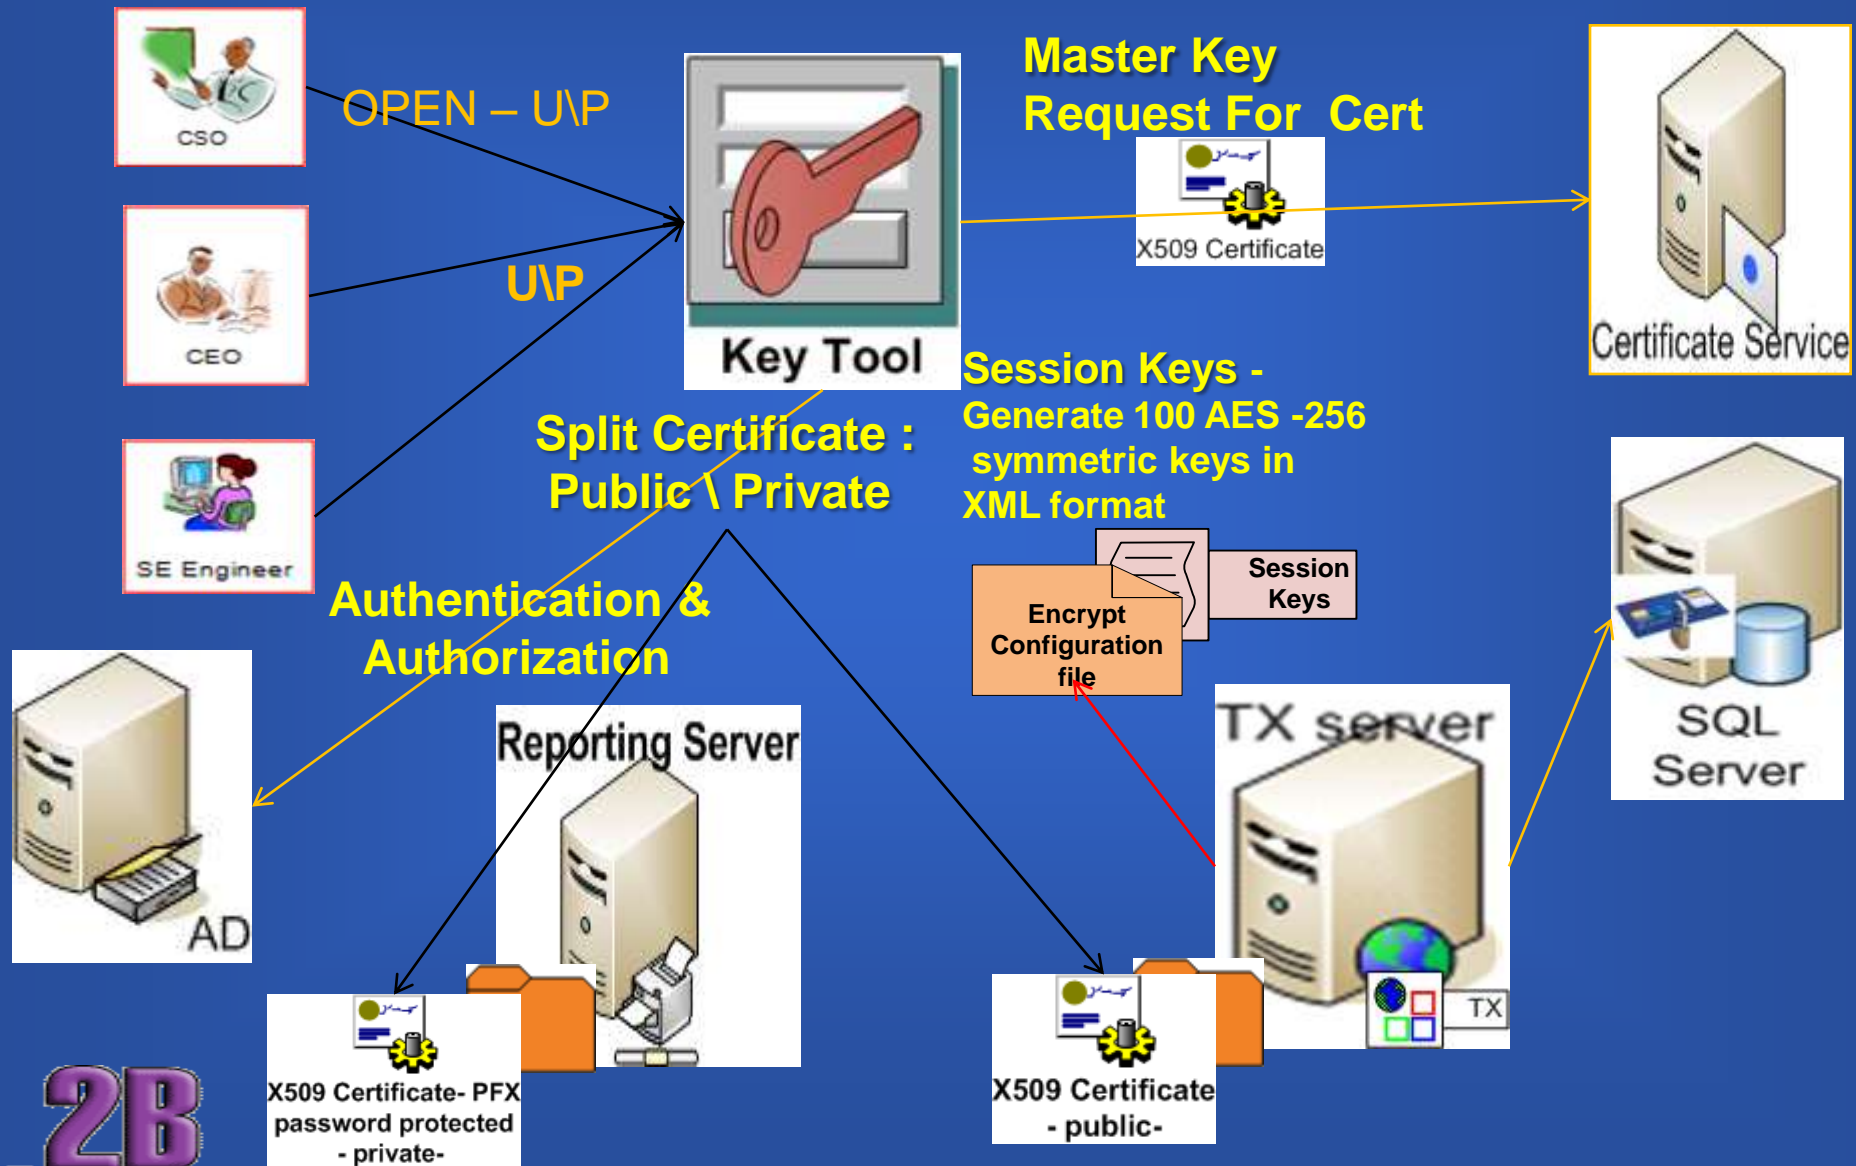 CSO
OPEN – U\P
Master Key
Request For Cert
X509 Certificate
Certificate Service
CEO
U\P
Key Tool
Session Keys -
Generate 100 AES -256
symmetric keys in
XML format
Split Certificate :
Public \ Private
SE Engineer
Session
Keys
Encrypt
Configuration
file
Authentication &
Authorization
AD
Reporting Server
TX server
TX
SQL
Server
X509 Certificate- PFX
password protected
- private-
X509 Certificate
- public-
2B